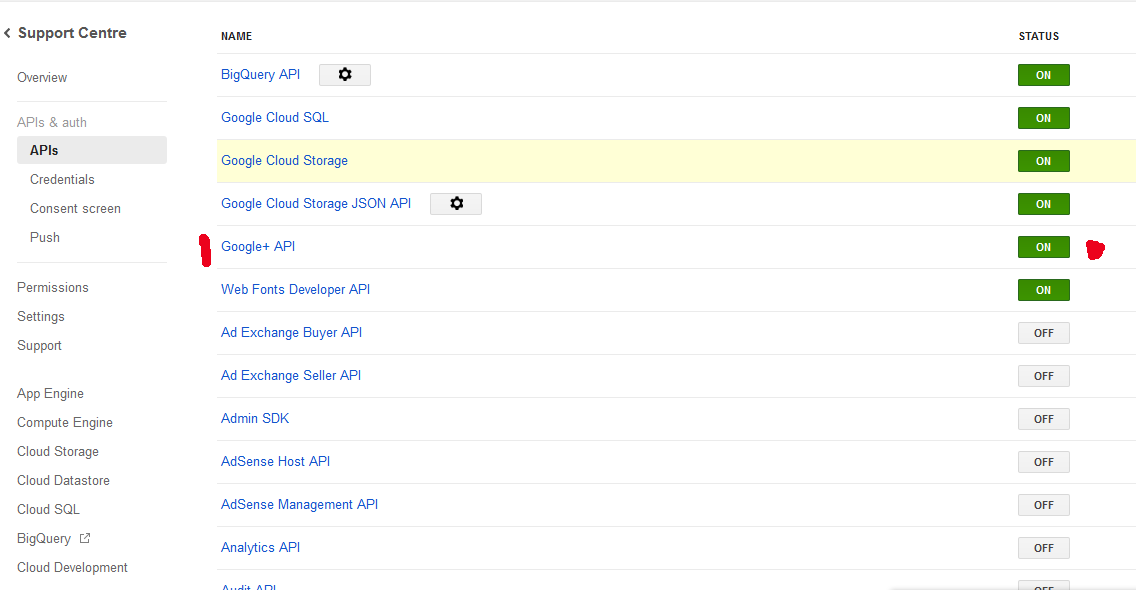 Support Centre
Overview
APIs & auth
APIs
Credentials
Consent screen
Push
Permissions
Settings
Support
App Engine
Compute Engine
Cloud Storage
Cloud Datastore
Cloud SQL
BigQuery
Cloud Development
NAME STATUS
BigQuery API ON
Google Cloud SQL ON
Google Cloud Storage ON
Google Cloud Storage JSON API ON
Google+ API ON
Web Fonts Developer API ON
Ad Exchange Buyer API OFF
Ad Exchange Seller API OFF
Admin SDK OFF
AdSense Host API OFF
AdSense Management API OFF
Analytics API OFF
Audit API OFF